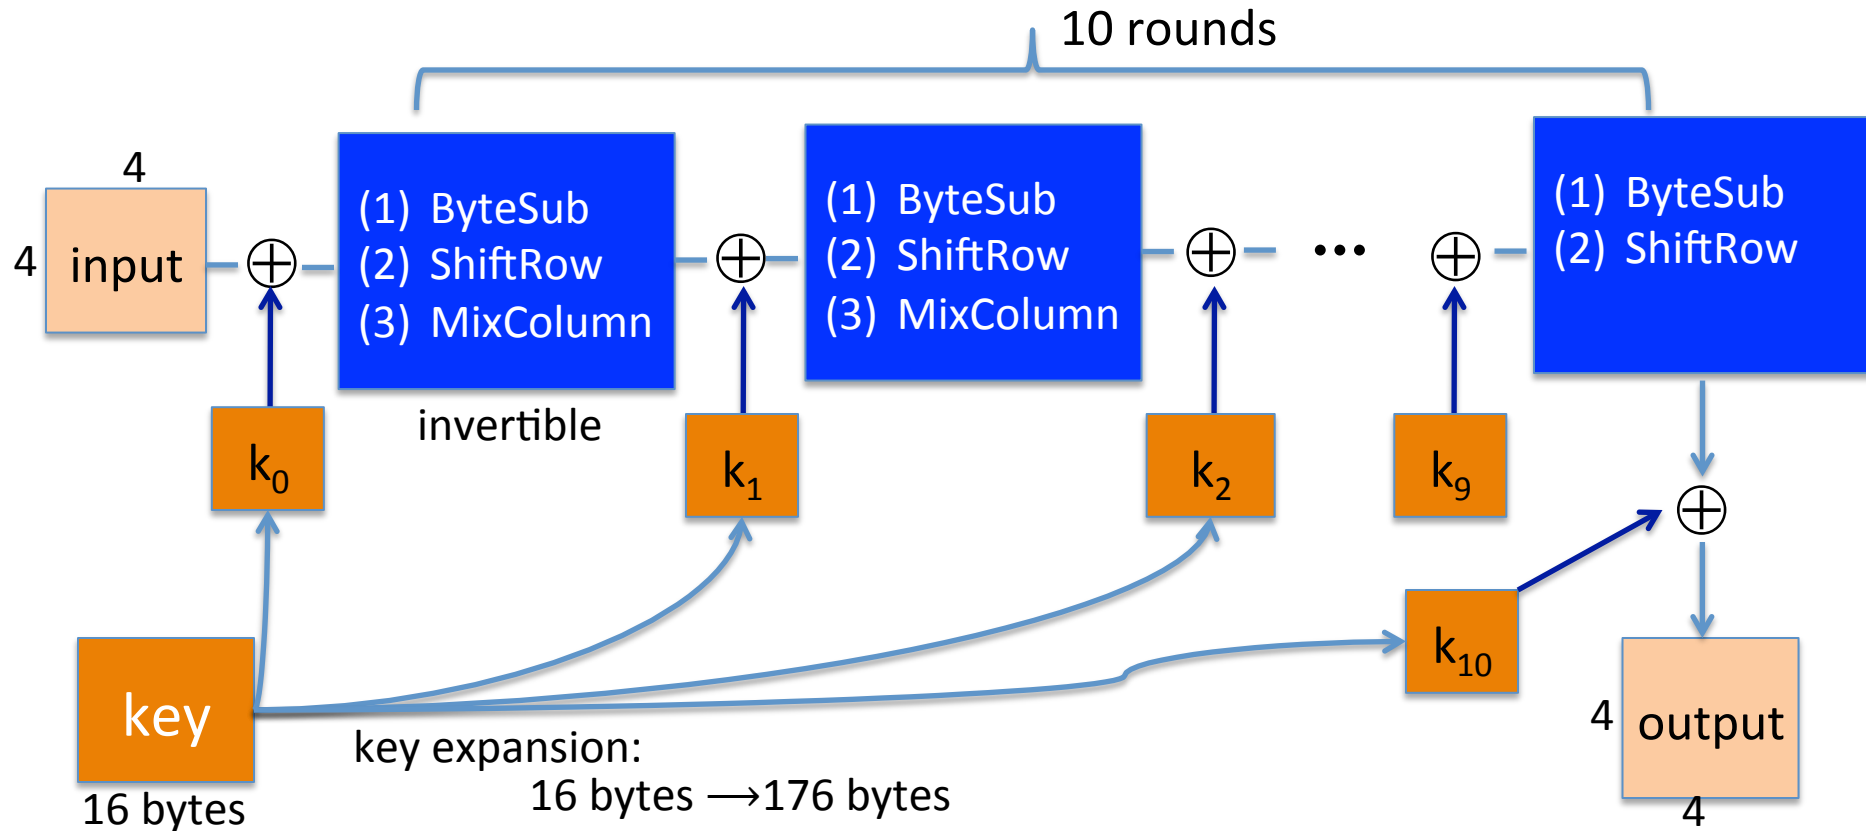 10 rounds
4
4
input
⊕
(1) ByteSub
(2) ShiftRow
(3) MixColumn
invertible
⊕
(1) ByteSub
(2) ShiftRow
(3) MixColumn
⊕
•••
⊕
(1) ByteSub
(2) ShiftRow
k₀
k₁
k₂
k₉
⊕
k₁₀
key
16 bytes
key expansion:
16 bytes ⟶176 bytes
4
output
4